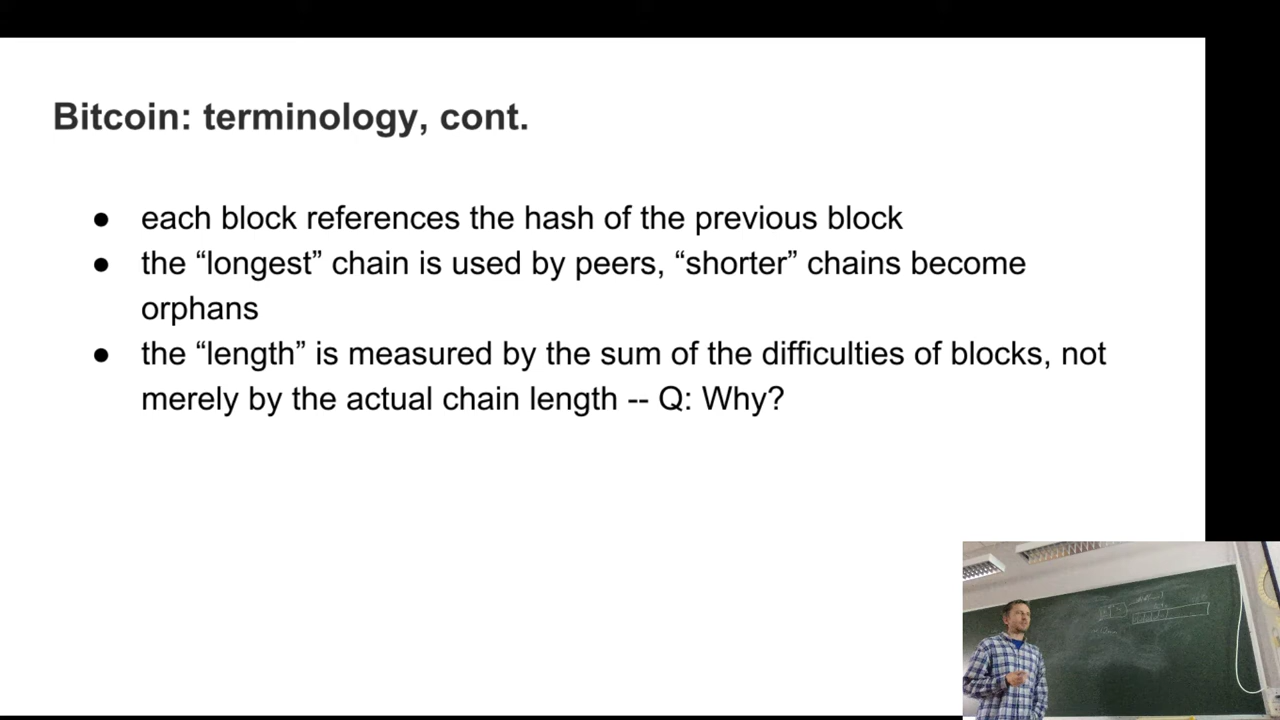 Bitcoin: terminology, cont.
● each block references the hash of the previous block
● the “longest” chain is used by peers, “shorter” chains become
orphans
● the “length” is measured by the sum of the difficulties of blocks, not
merely by the actual chain length -- Q: Why?